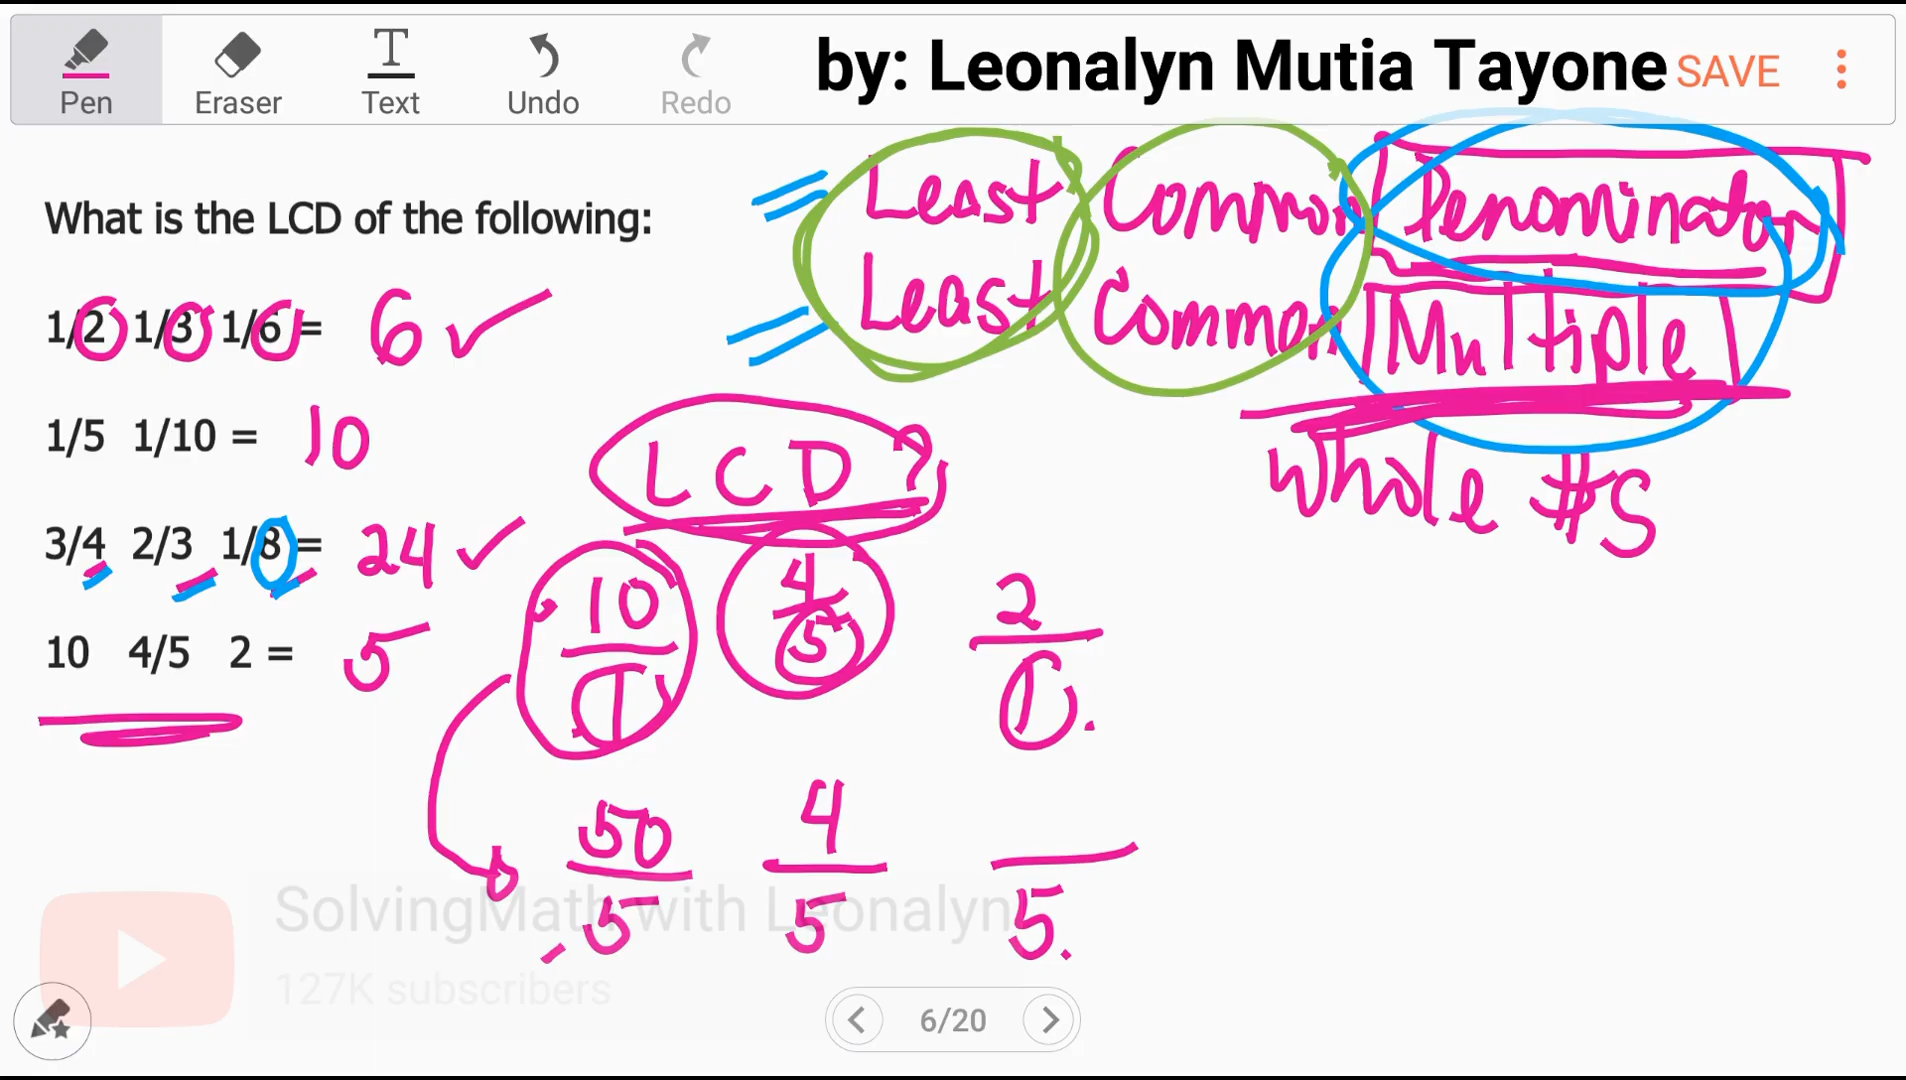 Pen Eraser Text Undo Redo by: Leonalyn Mutia Tayone SAVE
Least Common Denominator
Least Common Multiple
Whole #s
What is the LCD of the following:
1/2 1/3 1/6 = 6
1/5 1/10 = 10
3/4 2/3 1/8 = 24
10 4/5 2 = 5
LCD?
10/1 4/5 2/1.
50/5 4/5 /5.
SolvingMath with Leonalyn
127K subscribers
6/20